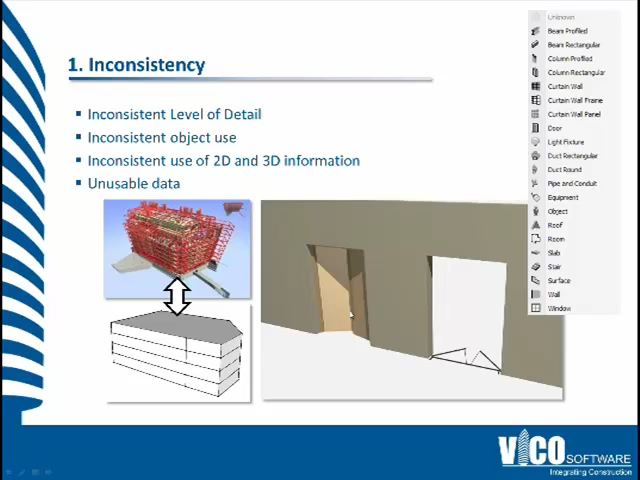 1. Inconsistency
Inconsistent Level of Detail
Inconsistent object use
Inconsistent use of 2D and 3D information
Unusable data
Unknown
Beam Profiled
Beam Rectangular
Column Profiled
Column Rectangular
Curtain Wall
Curtain Wall Frame
Curtain Wall Panel
Door
Light Fixture
Duct Rectangular
Duct Round
Pipe and Conduit
Equipment
Object
Roof
Room
Slab
Stair
Surface
Wall
Window
VICO SOFTWARE
Integrating Construction